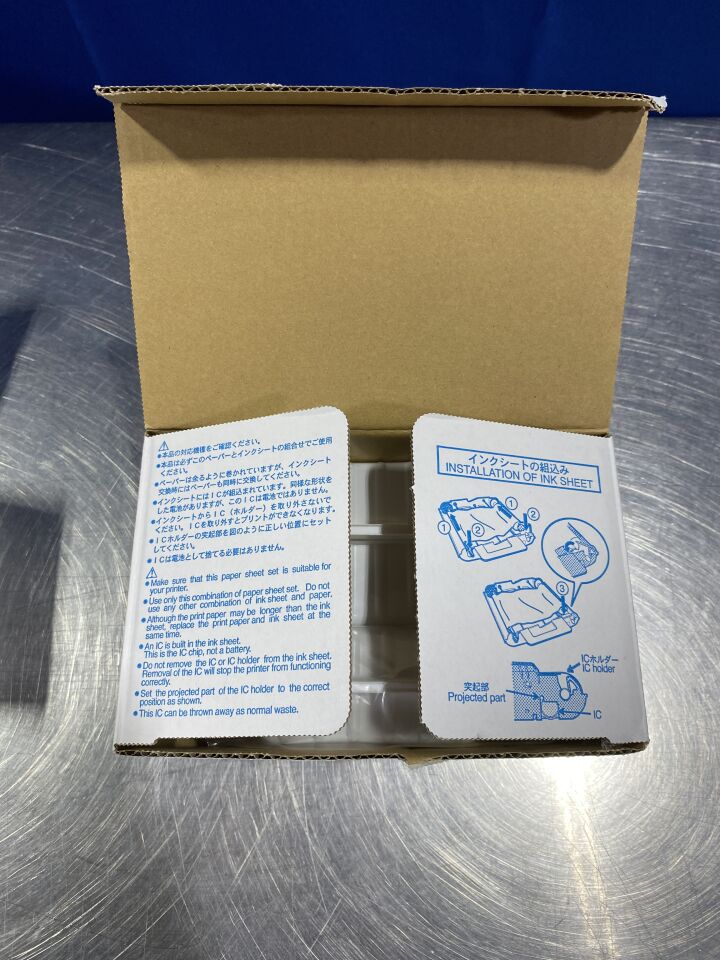 ●本品の対応機種をご確認ください。
●本品は必ずこのペーパーとインクシートの組合せでご使用
ください。
●ペーパーは余るように巻かれていますが、インクシート
交換時にはペーパーも同時に交換してください。
●インクシートにはICが組込まれています。同様な形状を
した電池がありますが、このICは電池ではありません。
●インクシートからIC（ホルダー）を取り外さないで
ください。ICを取り外すとプリントができなくなります。
●ICホルダーの突起部を図のように正しい位置にセット
してください。
●ICは電池として捨てる必要はありません。
●Make sure that this paper sheet set is suitable for
your printer.
●Use only this combination of paper sheet set. Do not
use any other combination of ink sheet and paper.
●Although the print paper may be longer than the ink
sheet, replace the print paper and ink sheet at the
same time.
●An IC is built in the ink sheet.
This is the IC chip, not a battery.
●Do not remove the IC or IC holder from the ink sheet.
Removal of the IC will stop the printer from functioning
correctly.
●Set the projected part of the IC holder to the correct
position as shown.
●This IC can be thrown away as normal waste.
インクシートの組込み
INSTALLATION OF INK SHEET
①
②
①
②
③
ICホルダー
IC holder
突起部
Projected part
IC